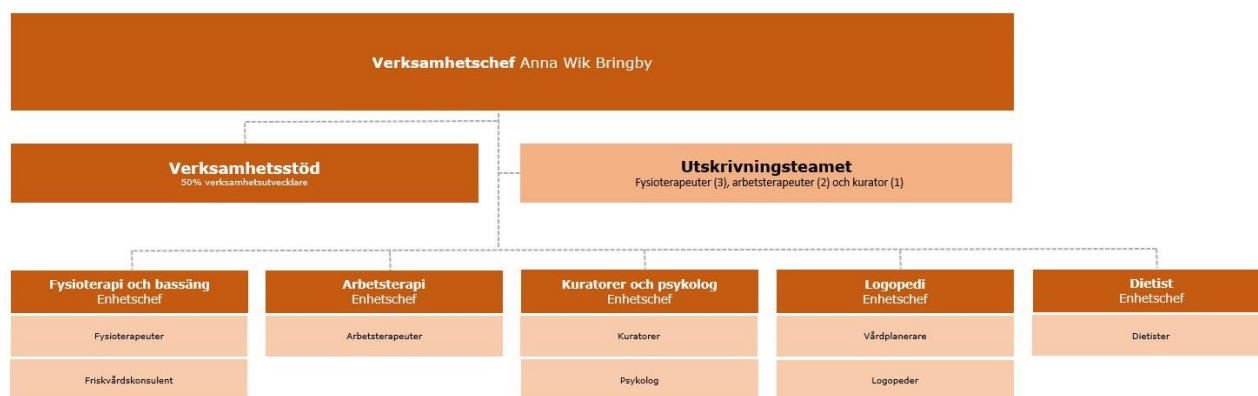 Verksamhetschef Anna Wik Bringby
Verksamhetsstöd
50% verksamhetsutvecklare
Utskrivningsteamet
Fysioterapeuter (3), arbetsterapeuter (2) och kurator (1)
Fysioterapi och bassäng
Enhetschef
Fysioterapeuter
Friskvårdskonsulent
Arbetsterapi
Enhetschef
Arbetsterapeuter
Kuratorer och psykolog
Enhetschef
Kuratorer
Psykolog
Logopedi
Enhetschef
Vårdplanerare
Logopeder
Dietist
Enhetschef
Dietister